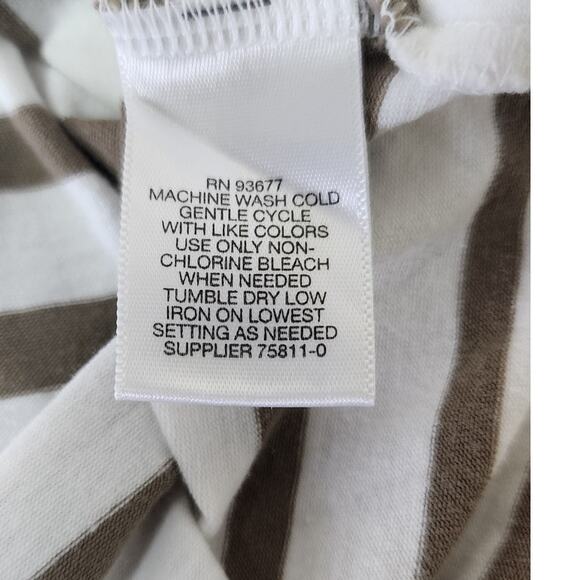 RN 93677
MACHINE WASH COLD
GENTLE CYCLE
WITH LIKE COLORS
USE ONLY NON-
CHLORINE BLEACH
WHEN NEEDED
TUMBLE DRY LOW
IRON ON LOWEST
SETTING AS NEEDED
SUPPLIER 75811-0